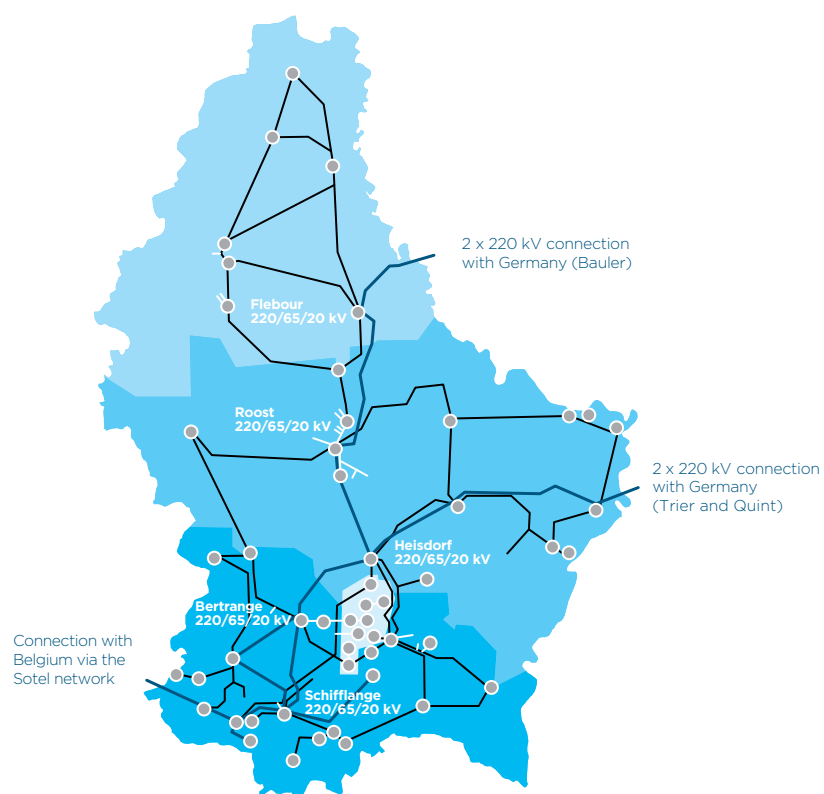 2 x 220 kV connection
with Germany (Bauler)
Flebour
220/65/20 kV
Roost
220/65/20 kV
2 x 220 kV connection
with Germany
(Trier and Quint)
Heisdorf
220/65/20 kV
Bertrange
220/65/20 kV
Connection with
Belgium via the
Sotel network
Schifflange
220/65/20 kV